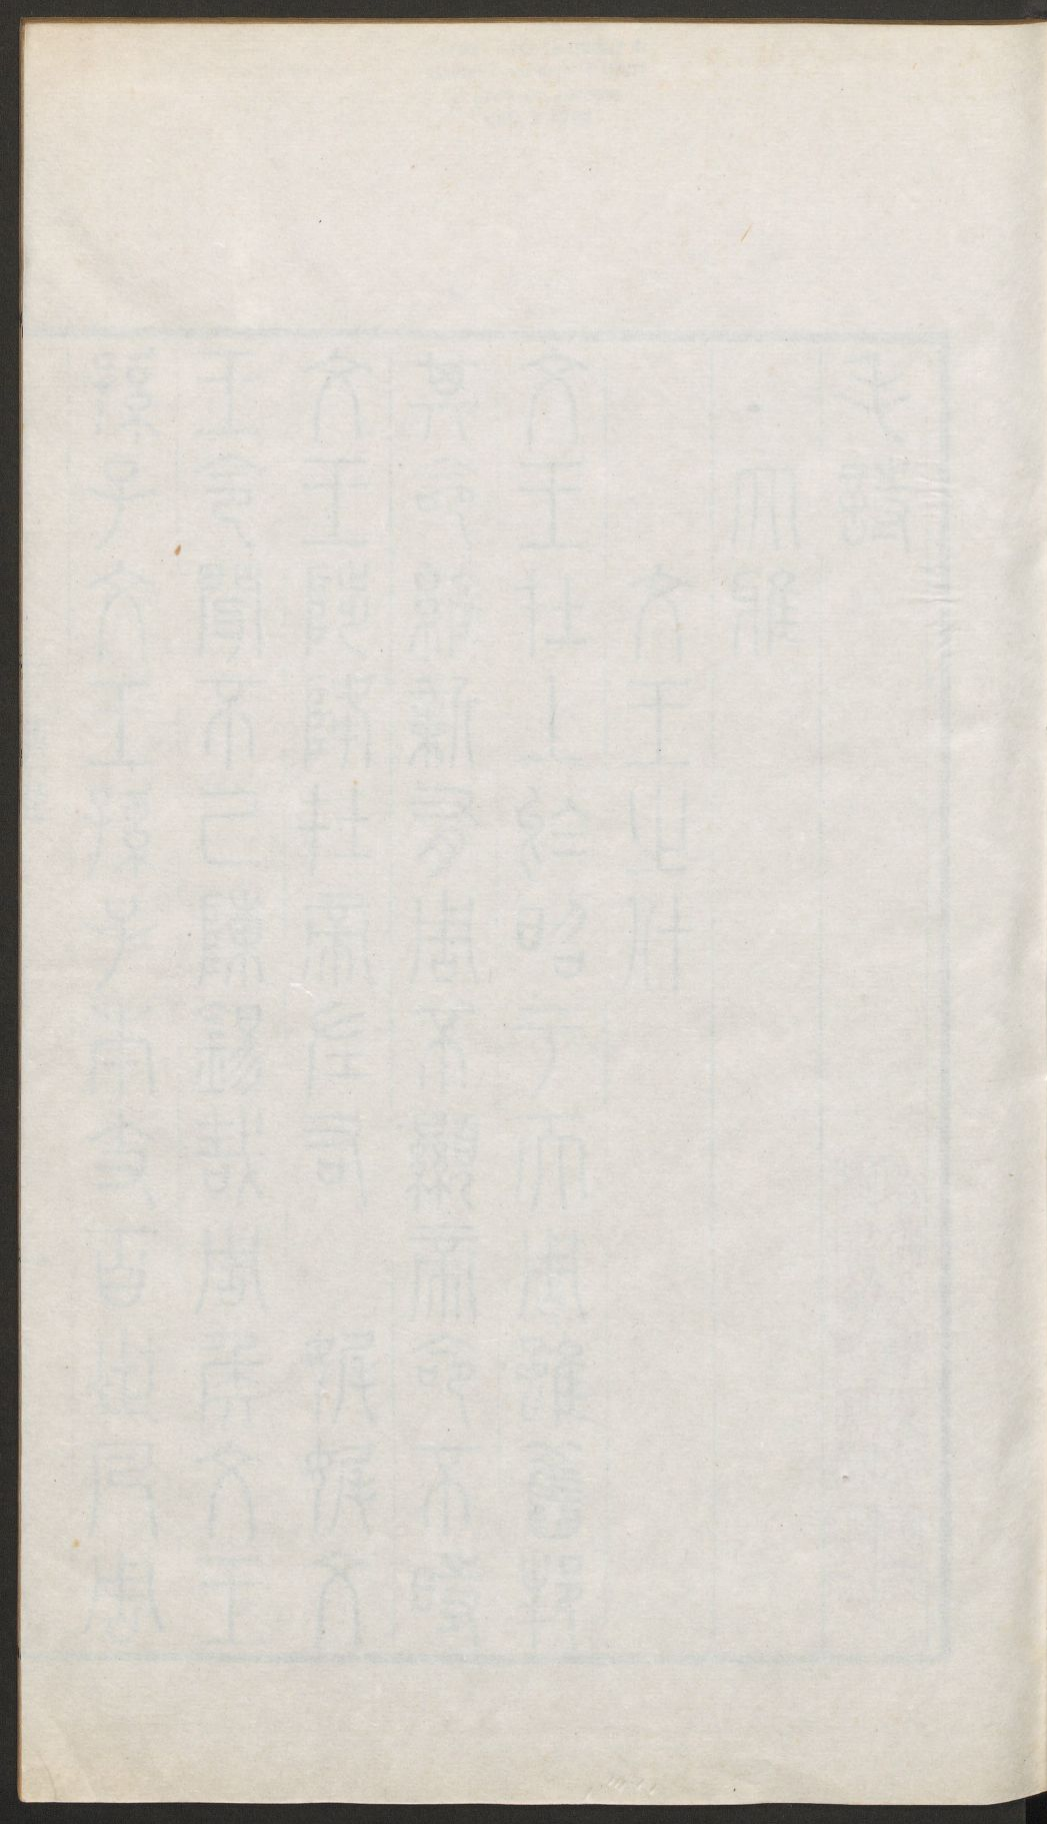 大雅
文王之什
文王在上於昭于天周雖舊邦
其命維新有周不顯帝命不時
文王陟降在帝左右　亹亹文
王令聞不已陳錫哉周侯文王
孫子文王孫子本支百世凡周